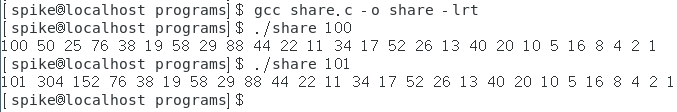 [spike@localhost programs]$ gcc share.c -o share -lrt
[spike@localhost programs]$ ./share 100
100 50 25 76 38 19 58 29 88 44 22 11 34 17 52 26 13 40 20 10 5 16 8 4 2 1
[spike@localhost programs]$ ./share 101
101 304 152 76 38 19 58 29 88 44 22 11 34 17 52 26 13 40 20 10 5 16 8 4 2 1
[spike@localhost programs]$